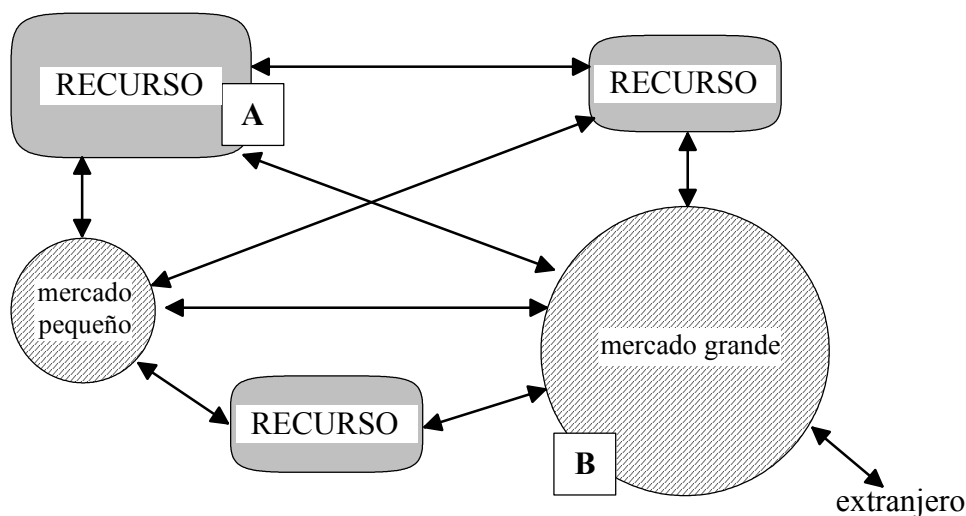 RECURSO
A
RECURSO
mercado
pequeño
mercado grande
RECURSO
B
extranjero